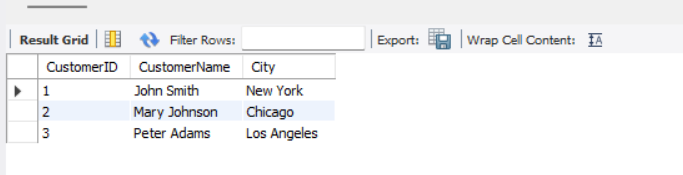 Result Grid Filter Rows: Export: Wrap Cell Content: IA
CustomerID CustomerName City
1 John Smith New York
2 Mary Johnson Chicago
3 Peter Adams Los Angeles